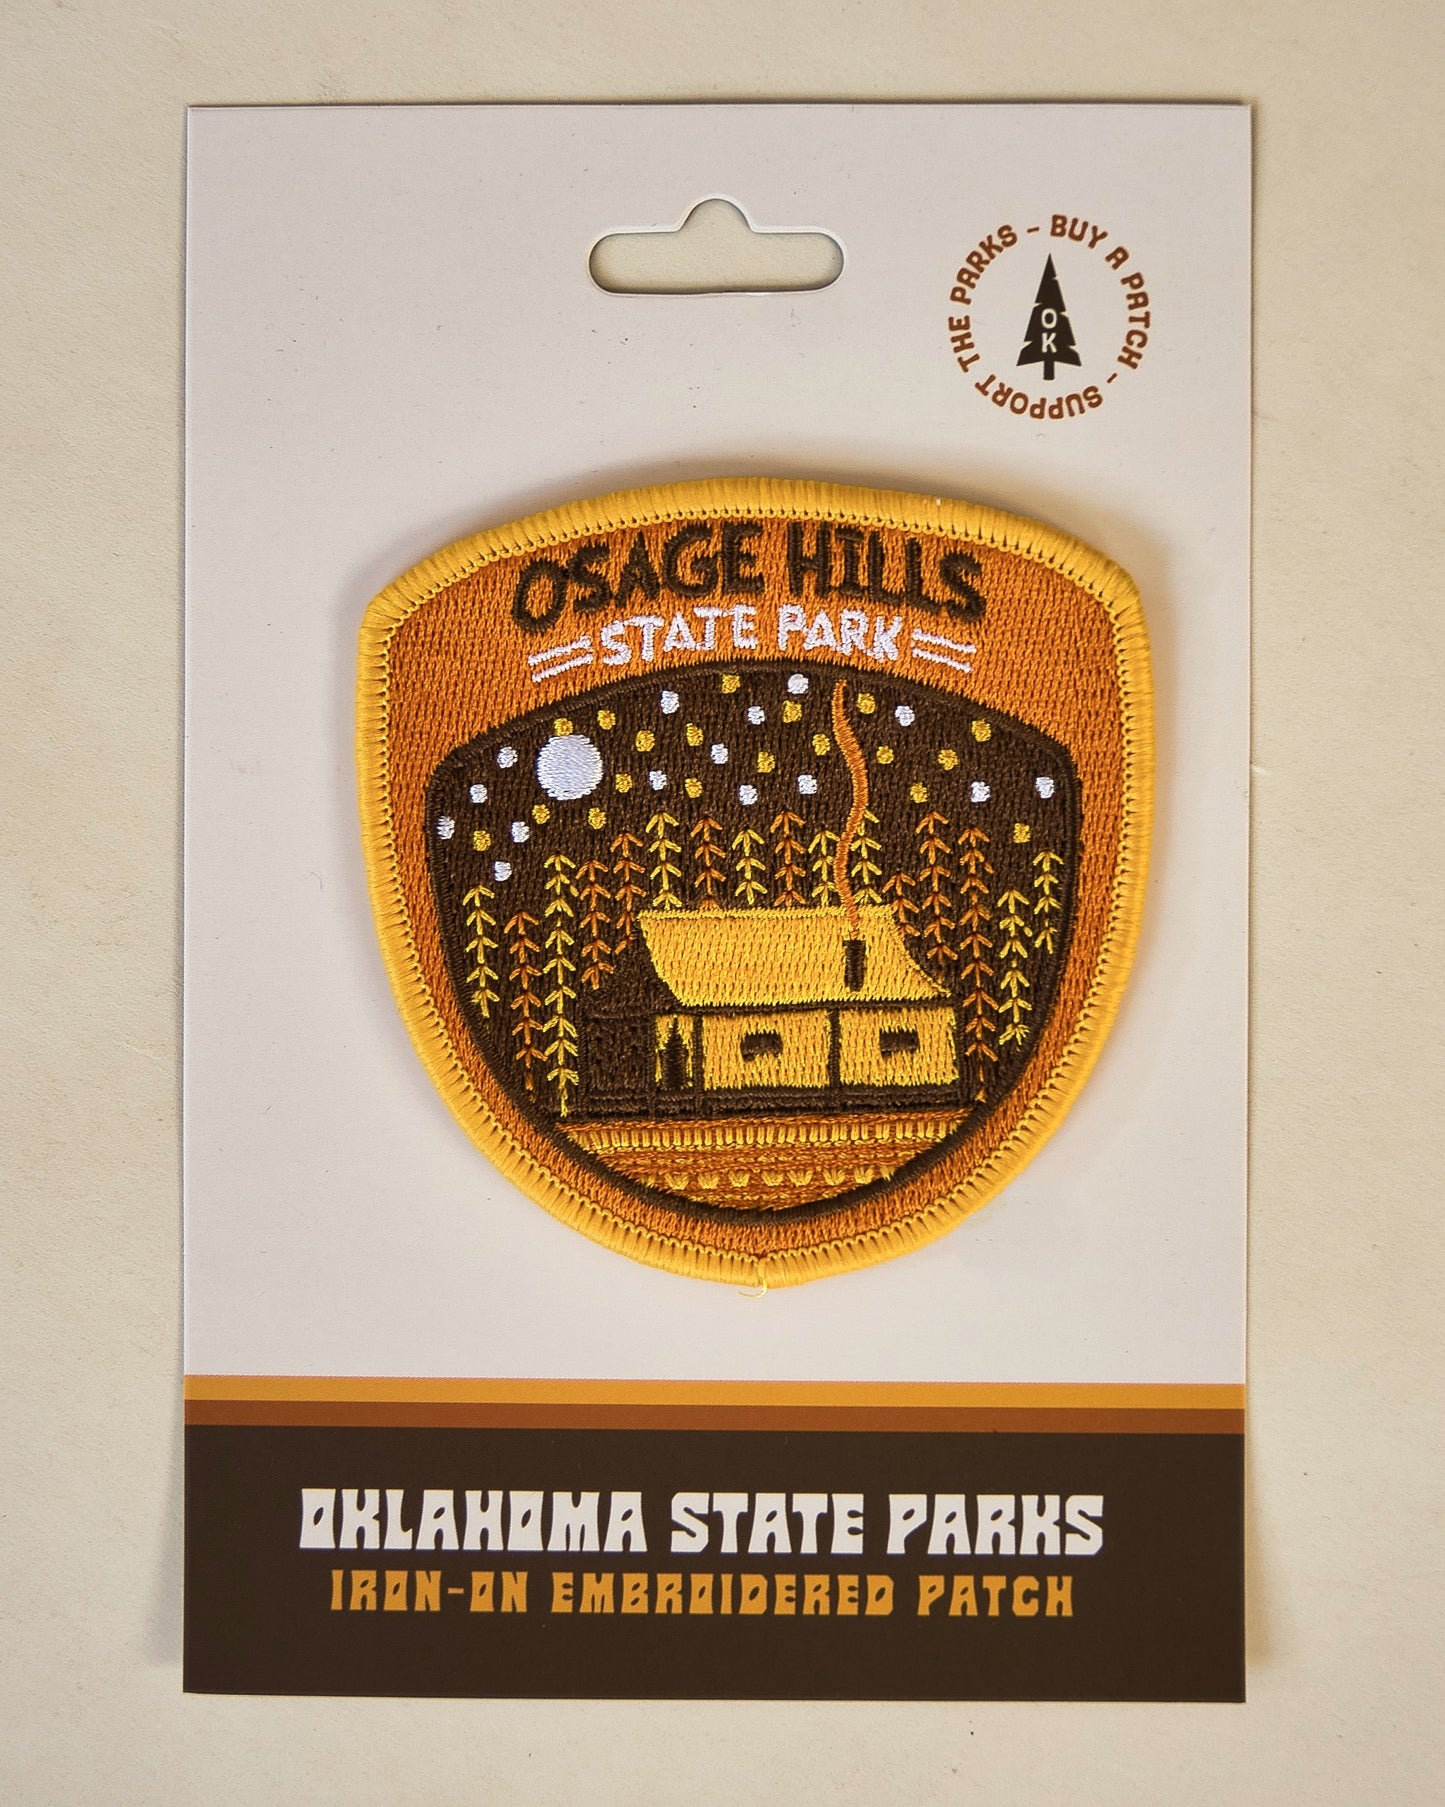 SUPPORT THE PARKS - BUY A PATCH -
OK
OSAGE HILLS
STATE PARK
OKLAHOMA STATE PARKS
IRON-ON EMBROIDERED PATCH